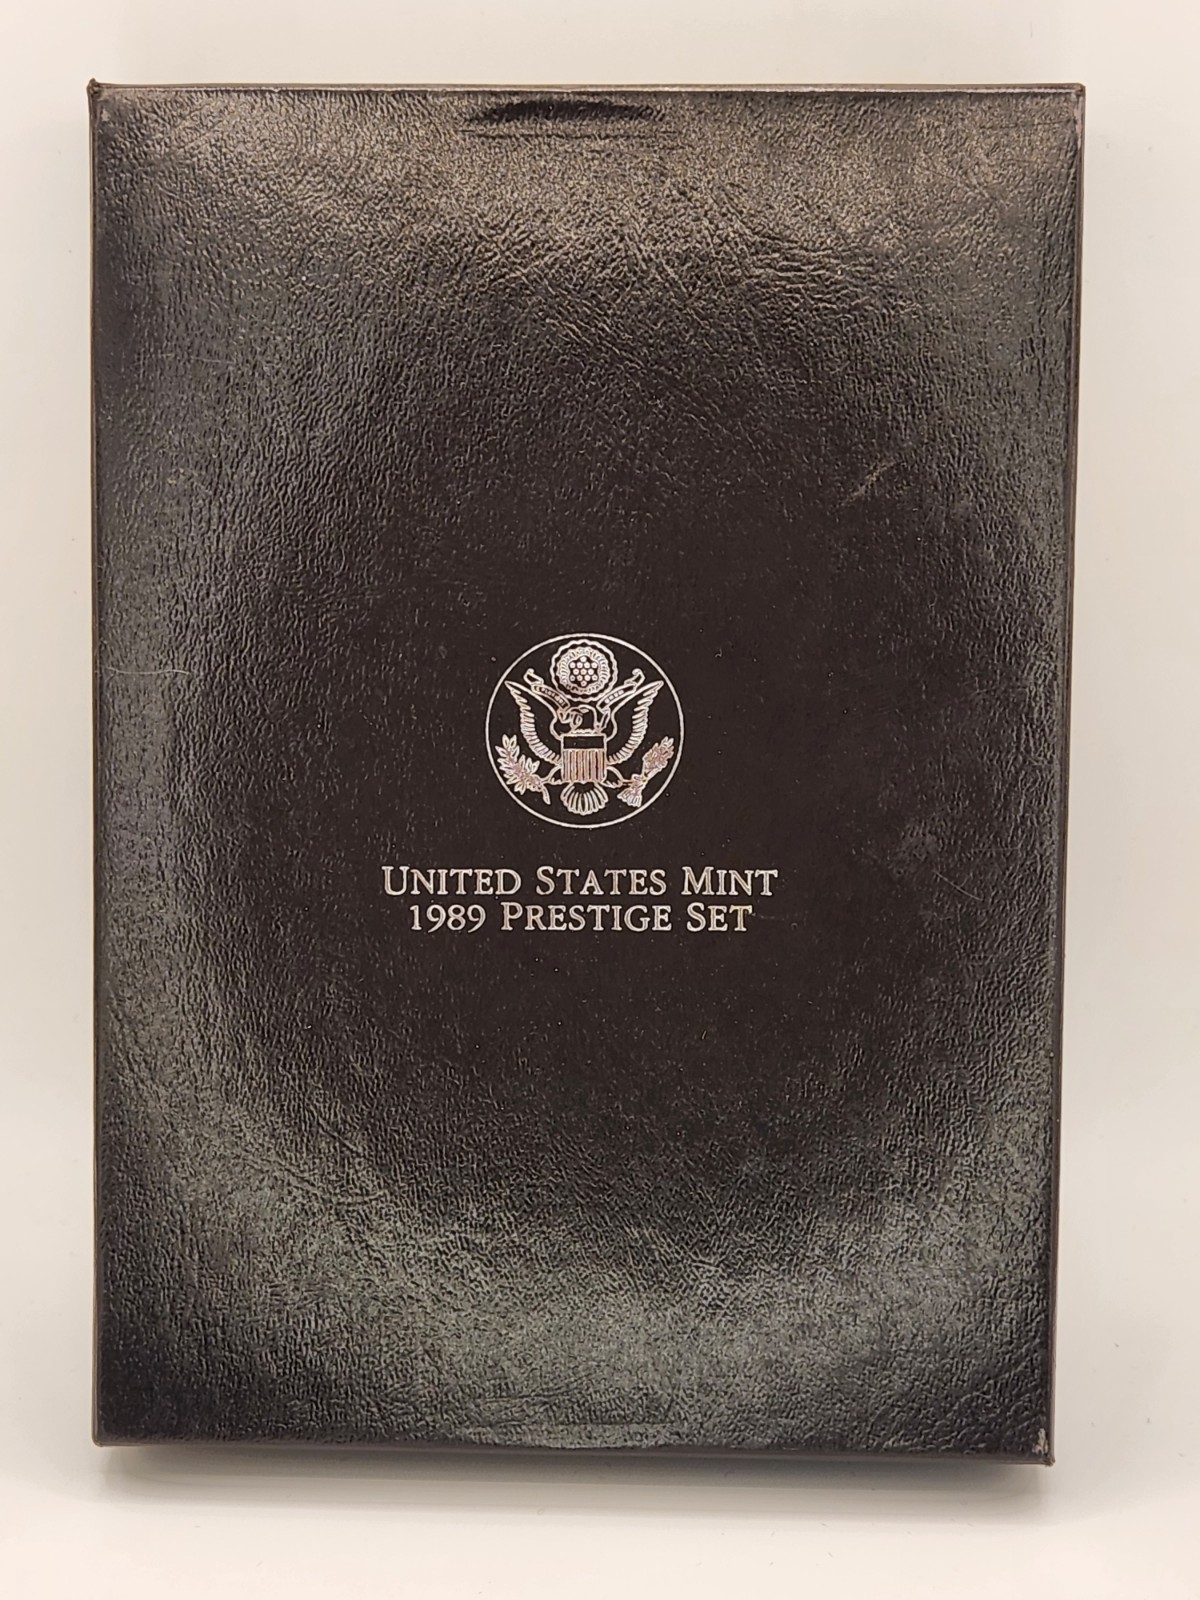 UNITED STATES MINT
1989 PRESTIGE SET